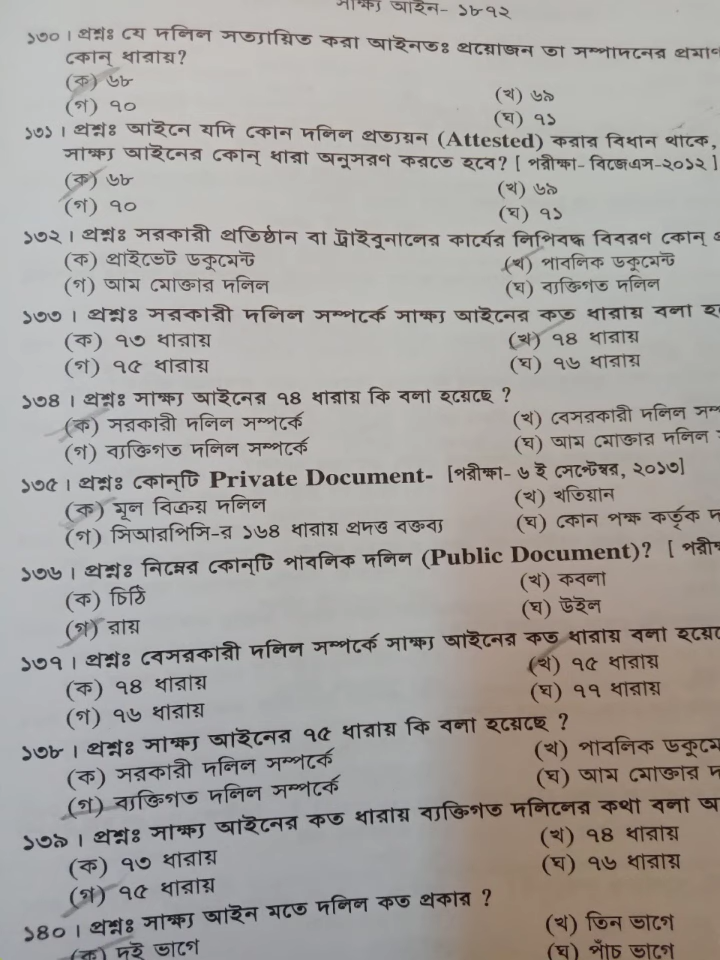 সাক্ষ্য আইন- ১৮৭২
১৩০। প্রশ্নঃ যে দলিল সত্যায়িত করা আইনতঃ প্রয়োজন তা সম্পাদনের প্রমাণ
কোন্ ধারায়?
(ক) ৬৮
(খ) ৬৯
(গ) ৭০
(ঘ) ৭১
১৩১। প্রশ্নঃ আইনে যদি কোন দলিল প্রত্যয়ন (Attested) করার বিধান থাকে,
সাক্ষ্য আইনের কোন্ ধারা অনুসরণ করতে হবে? [ পরীক্ষা- বিজেএস-২০১২ ]
(ক) ৬৮
(খ) ৬৯
(গ) ৭০
(ঘ) ৭১
১৩২। প্রশ্নঃ সরকারী প্রতিষ্ঠান বা ট্রাইবুনালের কার্যের লিপিবদ্ধ বিবরণ কোন্
(ক) প্রাইভেট ডকুমেন্ট
(খ) পাবলিক ডকুমেন্ট
(গ) আম মোক্তার দলিল
(ঘ) ব্যক্তিগত দলিল
১৩৩। প্রশ্নঃ সরকারী দলিল সম্পর্কে সাক্ষ্য আইনের কত ধারায় বলা
(ক) ৭৩ ধারায়
(খ) ৭৪ ধারায়
(গ) ৭৫ ধারায়
(ঘ) ৭৬ ধারায়
১৩৪। প্রশ্নঃ সাক্ষ্য আইনের ৭৪ ধারায় কি বলা হয়েছে ?
(ক) সরকারী দলিল সম্পর্কে
(খ) বেসরকারী দলিল সম্প
(গ) ব্যক্তিগত দলিল সম্পর্কে
(ঘ) আম মোক্তার দলিল
১৩৫। প্রশ্নঃ কোন্‌টি Private Document- [পরীক্ষা- ৬ ই সেপ্টেম্বর, ২০১৩]
(ক) মূল বিক্রয় দলিল
(খ) খতিয়ান
(গ) সিআরপিসি-র ১৬৪ ধারায় প্রদত্ত বক্তব্য
(ঘ) কোন পক্ষ কর্তৃক দ
১৩৬। প্রশ্নঃ নিম্নের কোন্‌টি পাবলিক দলিল (Public Document)? [ পরী
(ক) চিঠি
(খ) কবলা
(গ) রায়
(ঘ) উইল
১৩৭। প্রশ্নঃ বেসরকারী দলিল সম্পর্কে সাক্ষ্য আইনের কত ধারায় বলা হয়েছে
(ক) ৭৪ ধারায়
(খ) ৭৫ ধারায়
(গ) ৭৬ ধারায়
(ঘ) ৭৭ ধারায়
১৩৮। প্রশ্নঃ সাক্ষ্য আইনের ৭৫ ধারায় কি বলা হয়েছে ?
(ক) সরকারী দলিল সম্পর্কে
(খ) পাবলিক ডকুমে
(গ) ব্যক্তিগত দলিল সম্পর্কে
(ঘ) আম মোক্তার দ
১৩৯। প্রশ্নঃ সাক্ষ্য আইনের কত ধারায় ব্যক্তিগত দলিলের কথা বলা আ
(ক) ৭৩ ধারায়
(খ) ৭৪ ধারায়
(গ) ৭৫ ধারায়
(ঘ) ৭৬ ধারায়
১৪০। প্রশ্নঃ সাক্ষ্য আইন মতে দলিল কত প্রকার ?
(ক) দুই ভাগে
(খ) তিন ভাগে
(ঘ) পাঁচ ভাগে